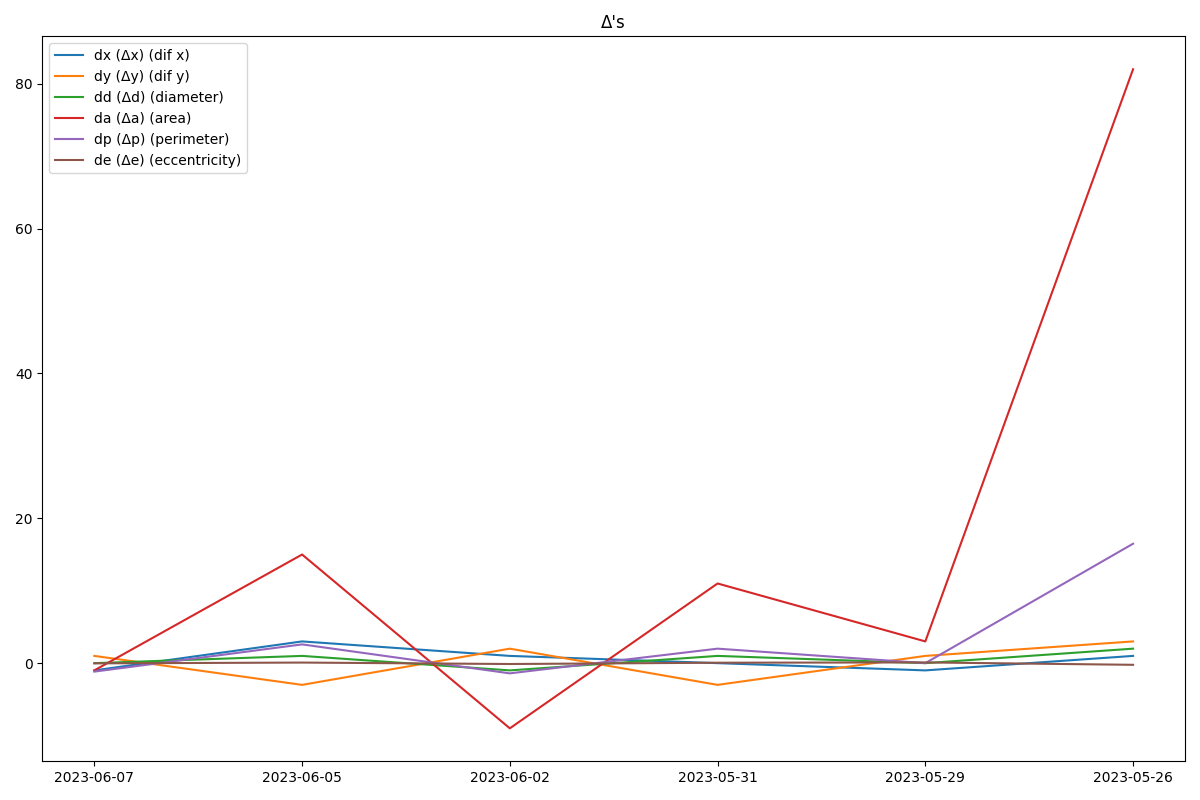 Δ's
dx (Δx) (dif x)
dy (Δy) (dif y)
dd (Δd) (diameter)
da (Δa) (area)
dp (Δp) (perimeter)
de (Δe) (eccentricity)
80
60
40
20
0
2023-06-07 2023-06-05 2023-06-02 2023-05-31 2023-05-29 2023-05-26